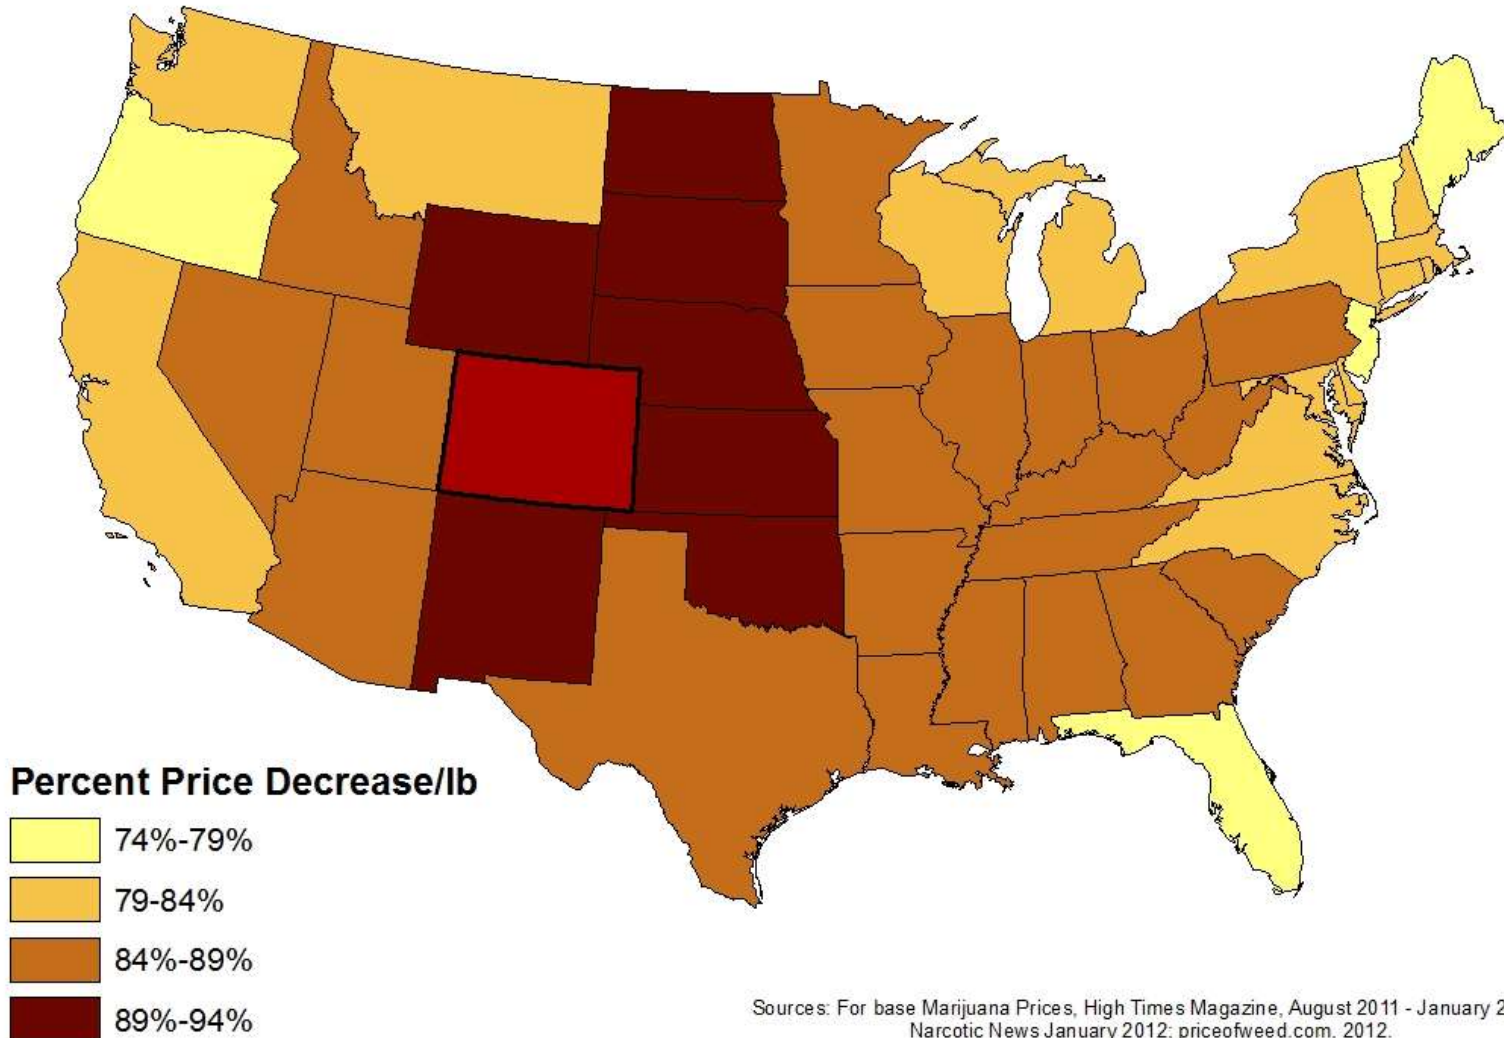 Percent Price Decrease/lb
74%-79%
79-84%
84%-89%
89%-94%
Sources: For base Marijuana Prices, High Times Magazine, August 2011 - January 2
Narcotic News January 2012; priceofweed.com, 2012.